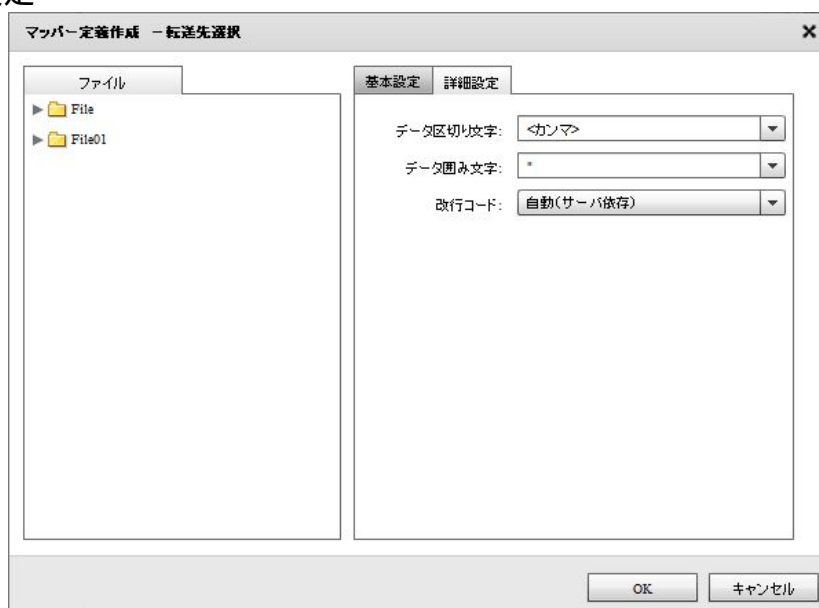 マッパー定義作成 －転送先選択
ファイル
File
File01
基本設定 詳細設定
データ区切り文字: <カンマ>
データ囲み文字: "
改行コード: 自動(サーバ依存)
OK キャンセル